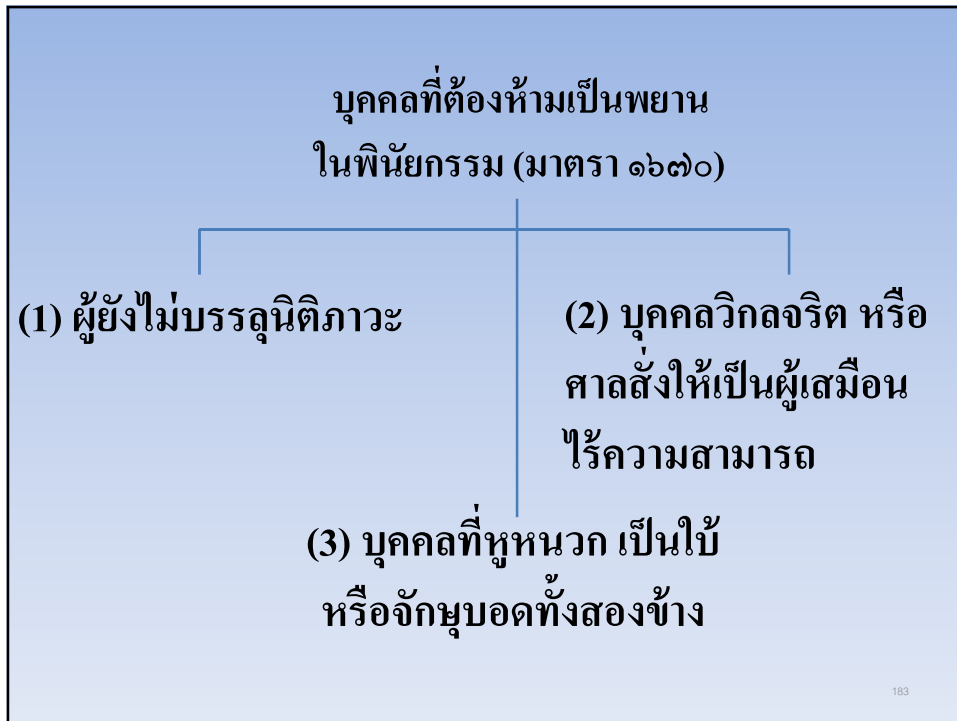 บุคคลที่ต้องห้ามเป็นพยาน
ในพินัยกรรม (มาตรา ๑๖๗๐)
(1) ผู้ยังไม่บรรลุนิติภาวะ
(2) บุคคลวิกลจริต หรือ
ศาลสั่งให้เป็นผู้เสมือน
ไร้ความสามารถ
(3) บุคคลที่หูหนวก เป็นใบ้
หรือจักษุบอดทั้งสองข้าง
183